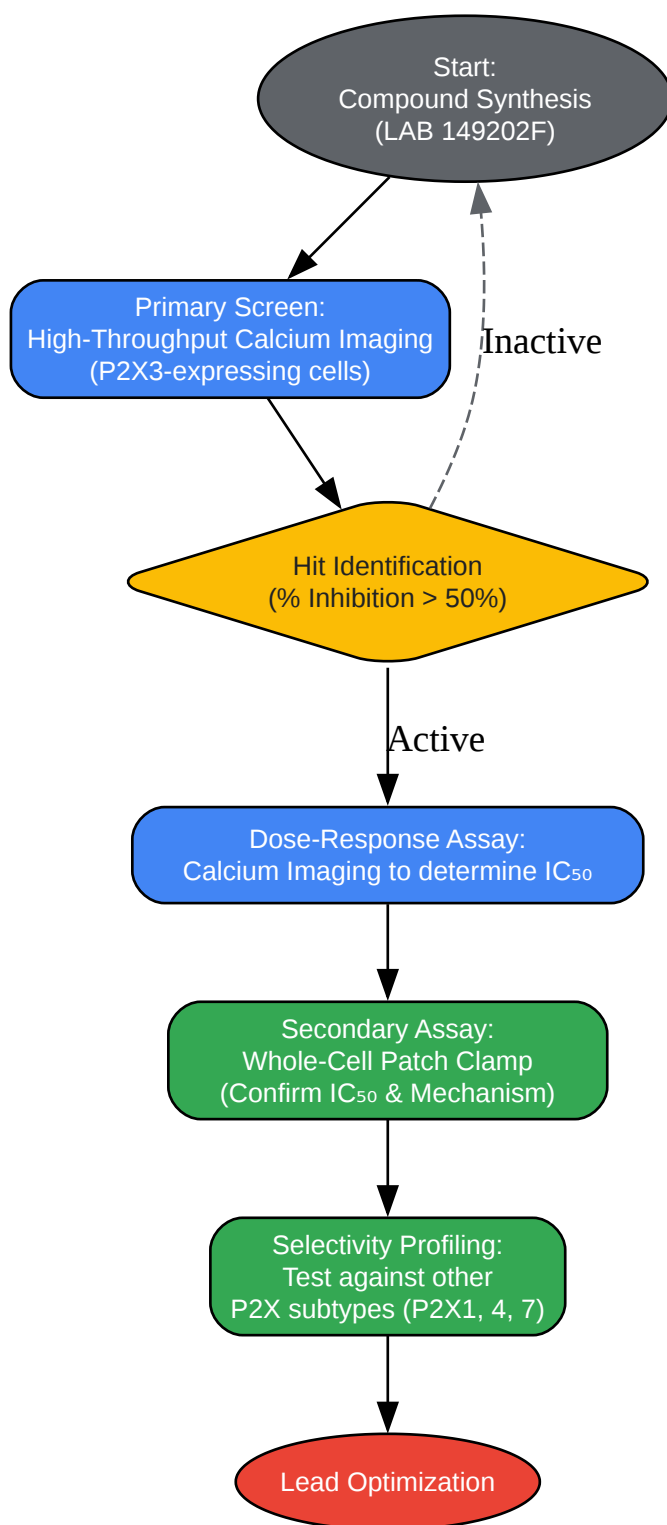 Start:
Compound Synthesis
(LAB 149202F)
Primary Screen:
High-Throughput Calcium Imaging
(P2X3-expressing cells)
Inactive
Hit Identification
(% Inhibition > 50%)
Active
Dose-Response Assay:
Calcium Imaging to determine IC₅₀
Secondary Assay:
Whole-Cell Patch Clamp
(Confirm IC₅₀ & Mechanism)
Selectivity Profiling:
Test against other
P2X subtypes (P2X1, 4, 7)
Lead Optimization